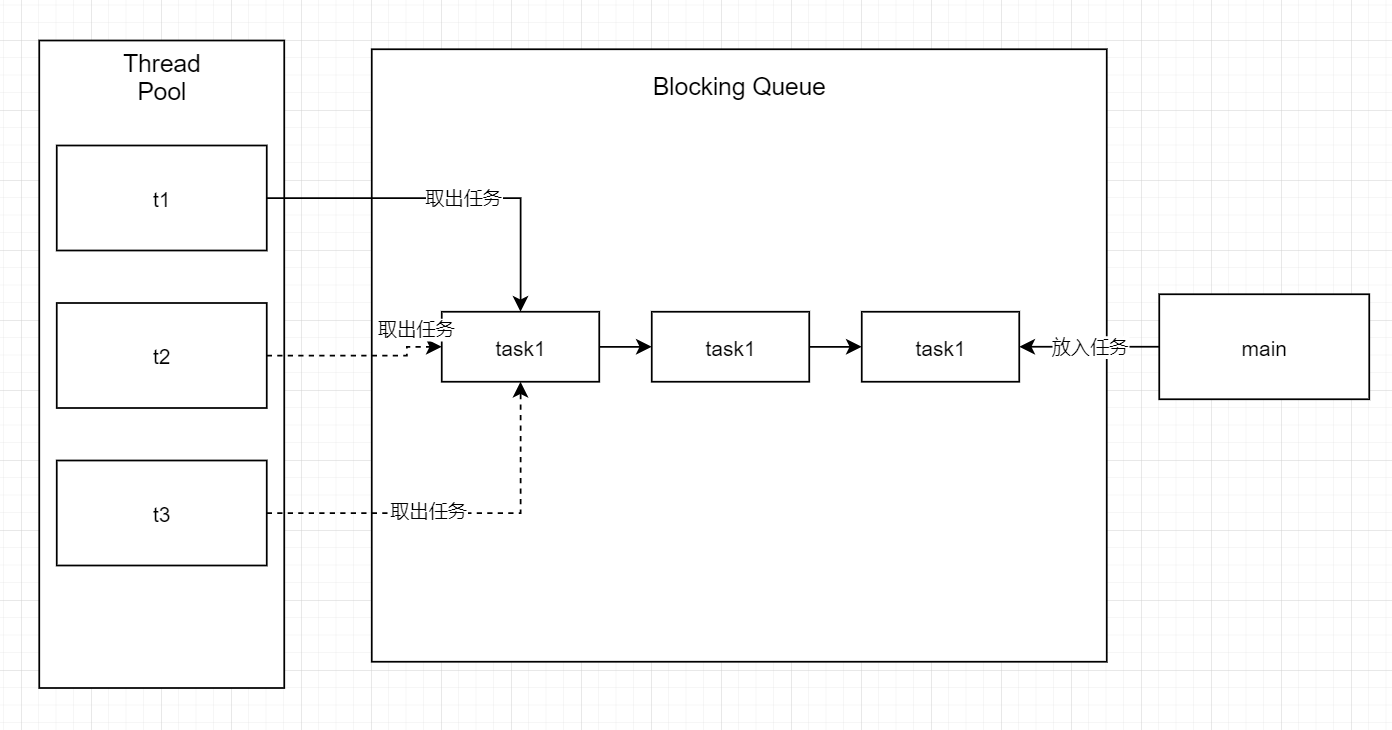 Thread
Pool
Blocking Queue
t1
取出任务
t2
取出任务
task1
task1
task1
放入任务
main
t3
取出任务